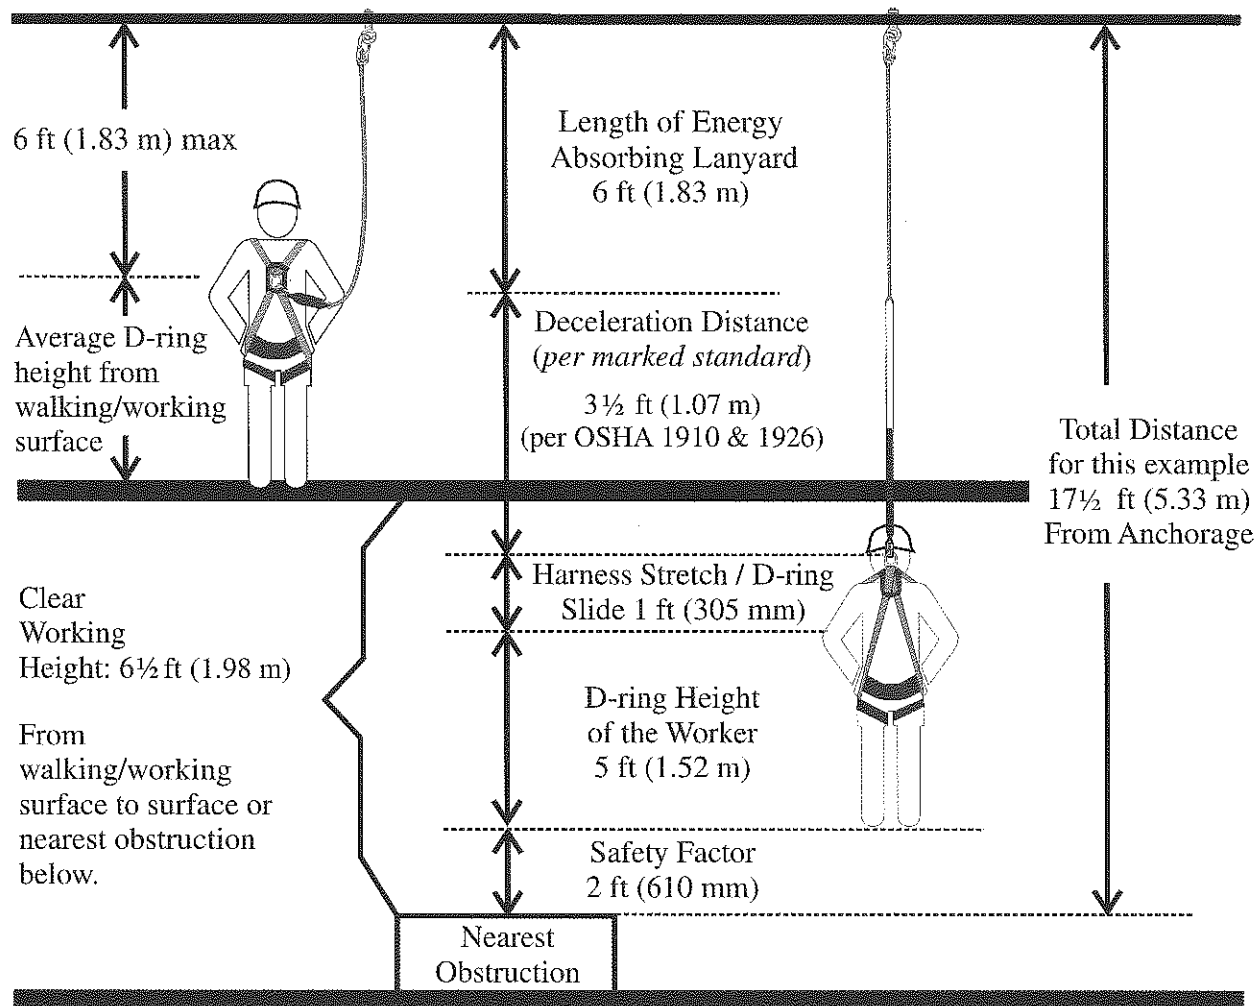 6 ft (1.83 m) max
Average D-ring
height from
walking/working
surface
Length of Energy
Absorbing Lanyard
6 ft (1.83 m)
Deceleration Distance
(per marked standard)
3½ ft (1.07 m)
(per OSHA 1910 & 1926)
Total Distance
for this example
17½ ft (5.33 m)
From Anchorage
Harness Stretch / D-ring
Slide 1 ft (305 mm)
Clear
Working
Height: 6½ ft (1.98 m)
From
walking/working
surface to surface or
nearest obstruction
below.
D-ring Height
of the Worker
5 ft (1.52 m)
Safety Factor
2 ft (610 mm)
Nearest
Obstruction